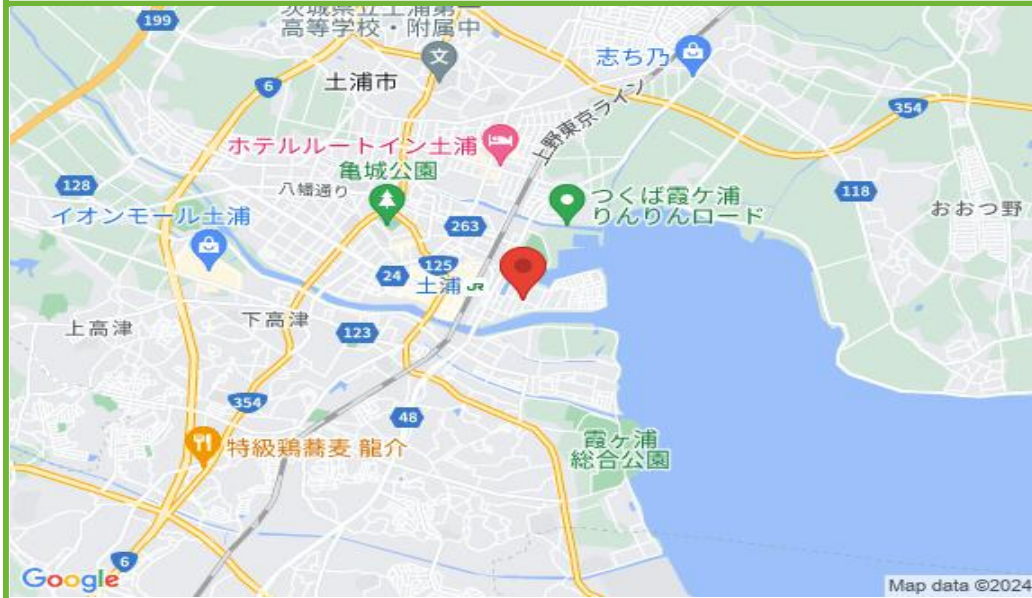 199
茨城県立土浦第一
高等学校・附属中
土浦市
志ち乃
6
354
ホテルルートイン土浦
上野東京ライン
亀城公園
128
八幡通り
つくば霞ケ浦
りんりんロード
118
おおつ野
イオンモール土浦
263
125
24
土浦 JR
上高津
下高津
123
354
48
特級鶏蕎麦 龍介
霞ヶ浦
総合公園
6
Google
Map data ©2024